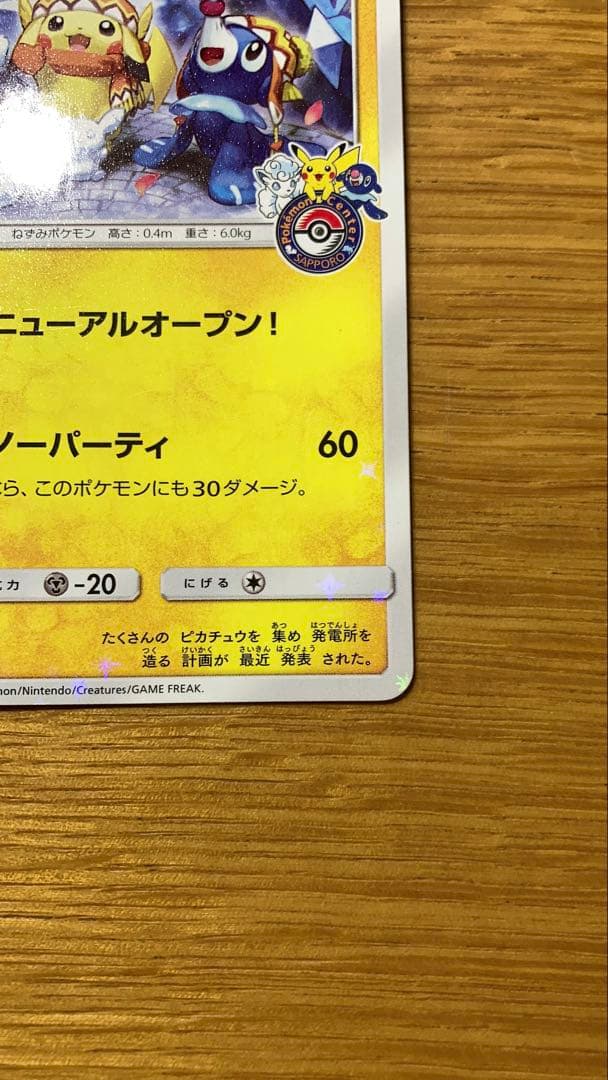 ねずみポケモン 高さ:0.4m 重さ:6.0kg
Pokémon Center
SAPPORO
ニューアルオープン!
ノーパーティ 60
ら、このポケモンにも30ダメージ。
力 -20 にげる
たくさんの ピカチュウを 集め 発電所を
造る 計画が 最近 発表 された。
mon/Nintendo/Creatures/GAME FREAK.